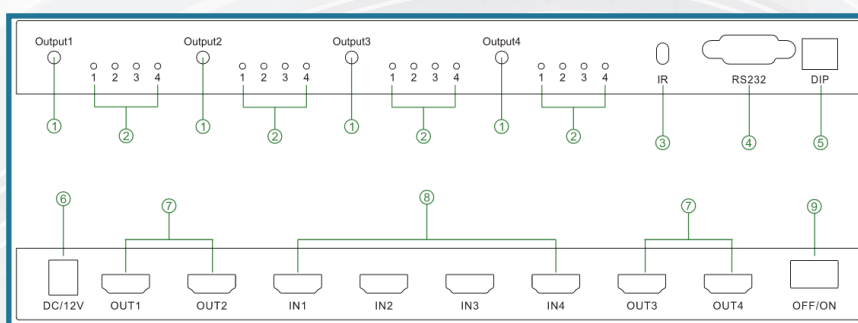 Output1 Output2 Output3 Output4
1 2 3 4 1 2 3 4 1 2 3 4 1 2 3 4 IR RS232 DIP
① ② ① ② ① ② ① ② ③ ④ ⑤
⑥ ⑦ ⑧ ⑦ ⑨
DC/12V OUT1 OUT2 IN1 IN2 IN3 IN4 OUT3 OUT4 OFF/ON